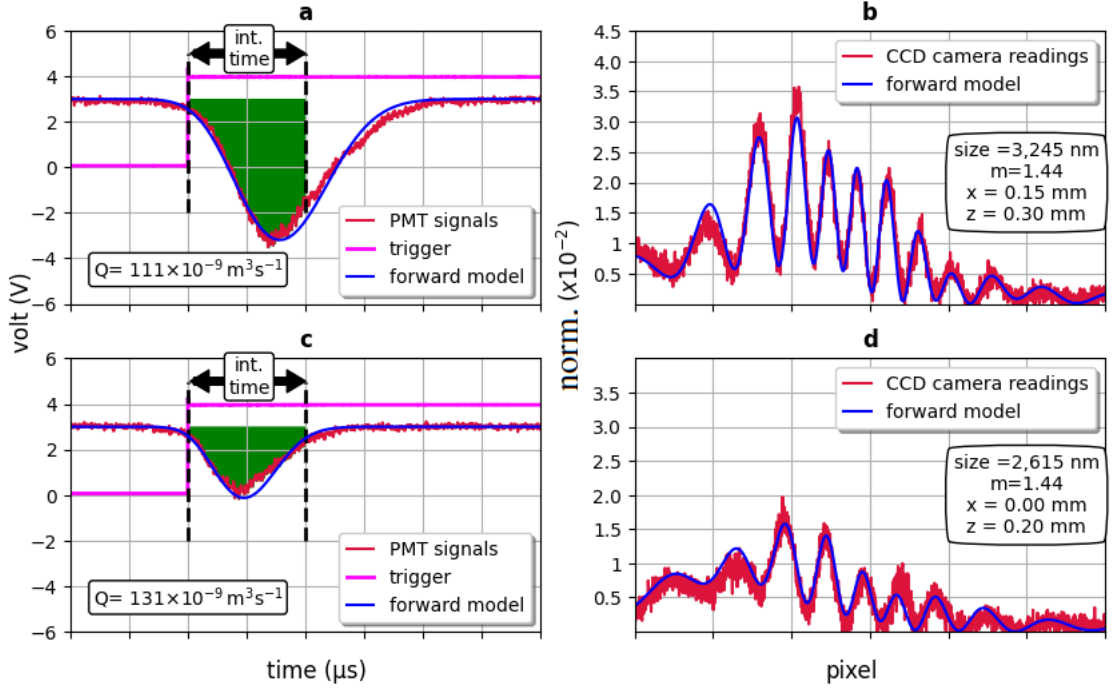 a
6
4
2
0
−2
−4
−6
int.
time
PMT signals
trigger
forward model
Q= 111×10⁻⁹ m³s⁻¹
b
4.5
3.5
3.0
2.5
2.0
1.5
1
0.5
CCD camera readings
forward model
size =3,245 nm
m=1.44
x = 0.15 mm
z = 0.30 mm
volt (V)
norm. (x10⁻²)
c
6
4
2
0
−2
−4
−6
int.
time
PMT signals
trigger
forward model
Q= 131×10⁻⁹ m³s⁻¹
time (μs)
d
3.5
3.0
2.5
2.0
1
0.5
CCD camera readings
forward model
size =2,615 nm
m=1.44
x = 0.00 mm
z = 0.20 mm
pixel